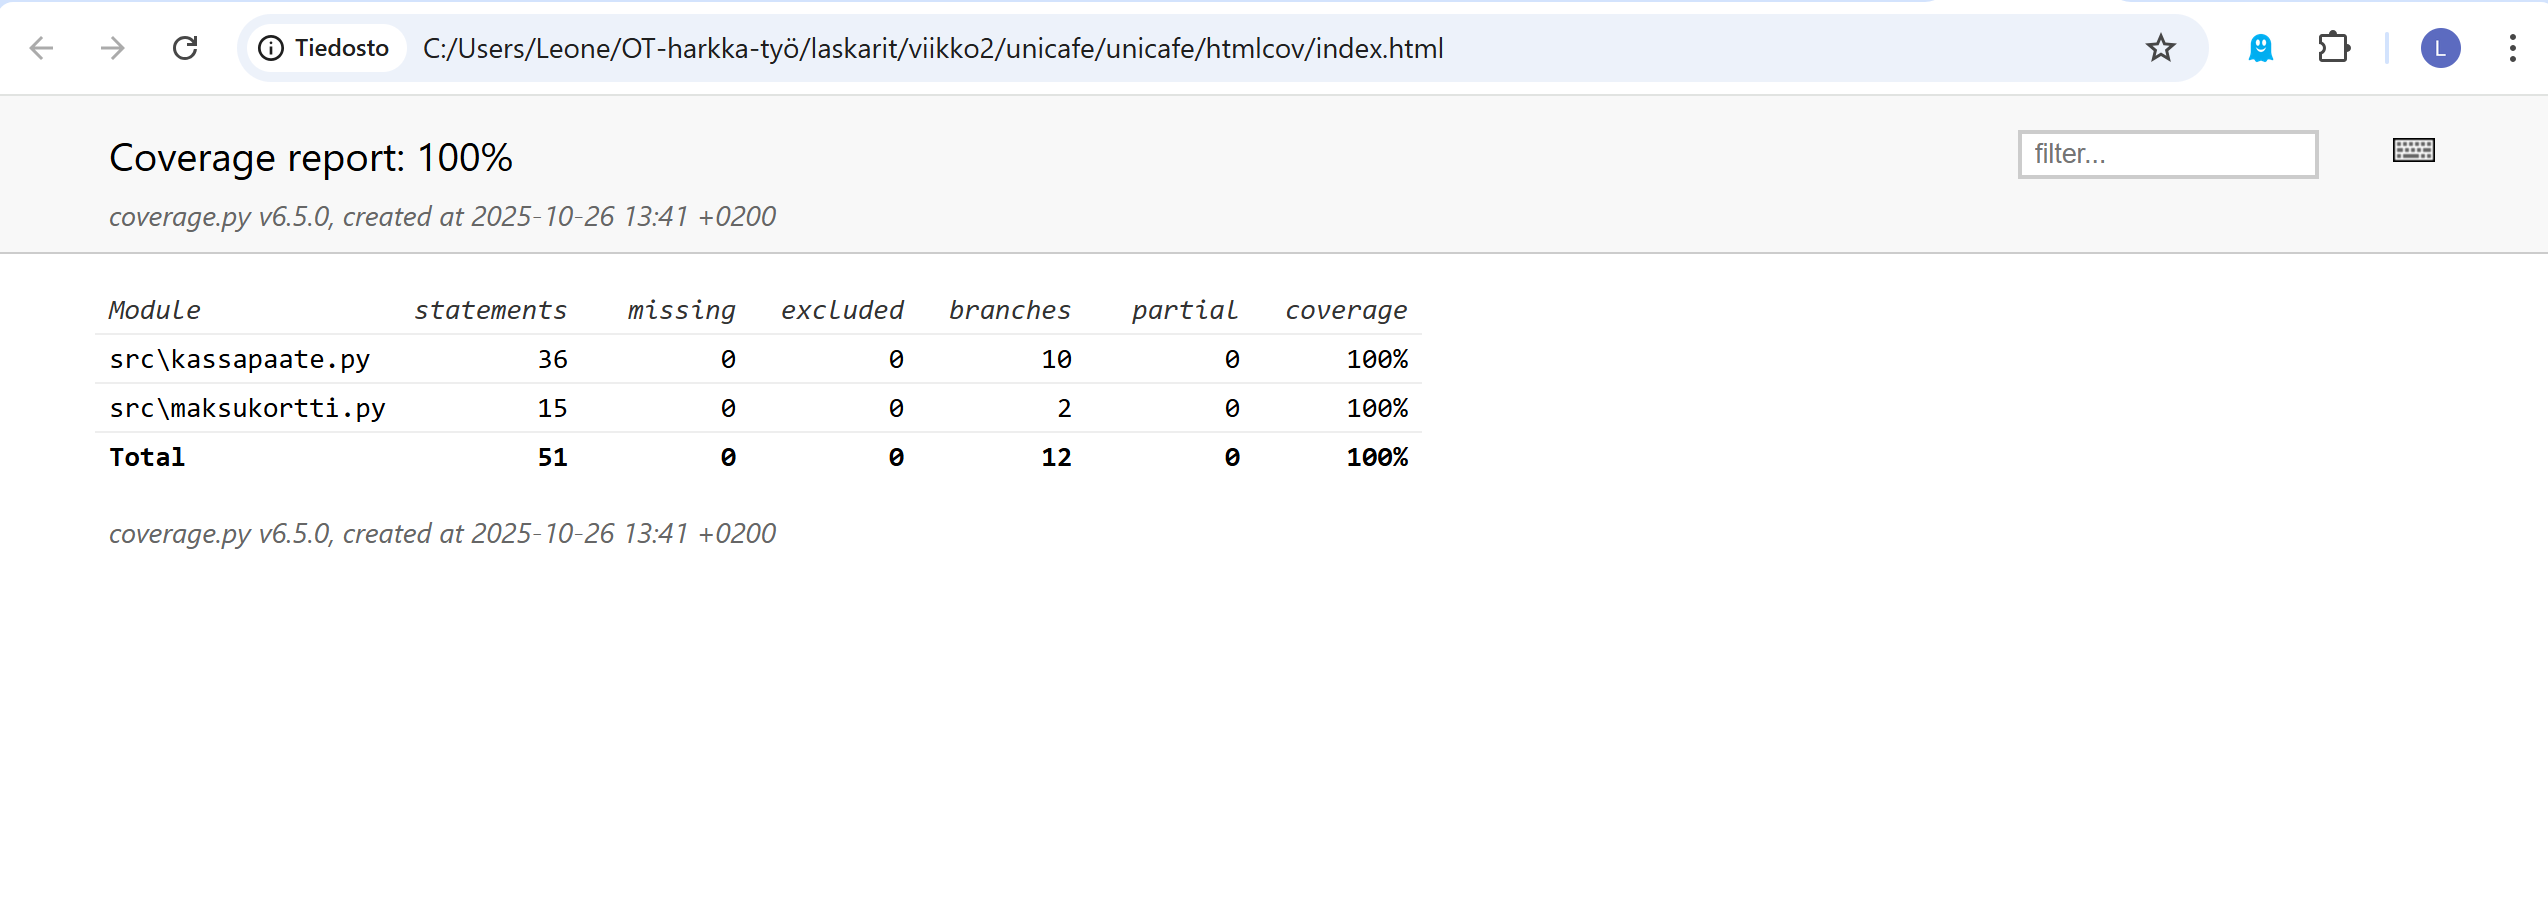 Tiedosto C:/Users/Leone/OT-harkka-työ/laskarit/viikko2/unicafe/unicafe/htmlcov/index.html L
Coverage report: 100% filter...
coverage.py v6.5.0, created at 2025-10-26 13:41 +0200
Module statements missing excluded branches partial coverage
src\kassapaate.py 36 0 0 10 0 100%
src\maksukortti.py 15 0 0 2 0 100%
Total 51 0 0 12 0 100%
coverage.py v6.5.0, created at 2025-10-26 13:41 +0200